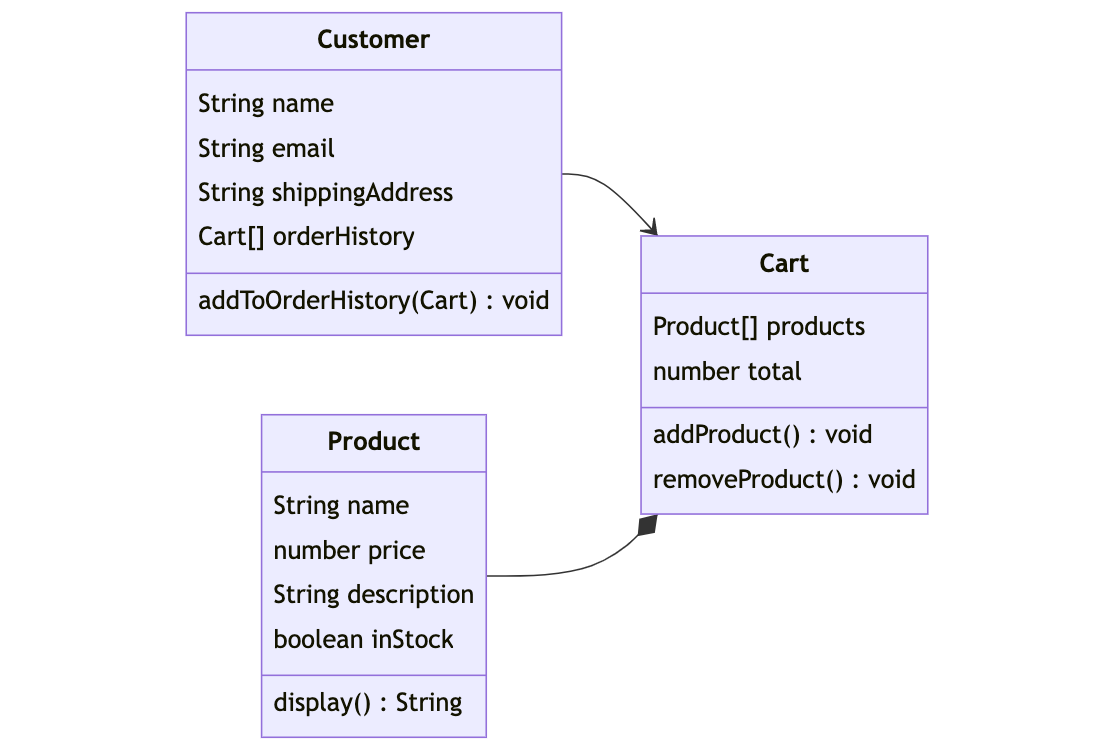 Customer
String name
String email
String shippingAddress
Cart[] orderHistory
addToOrderHistory(Cart) : void
Cart
Product[] products
number total
addProduct() : void
removeProduct() : void
Product
String name
number price
String description
boolean inStock
display() : String